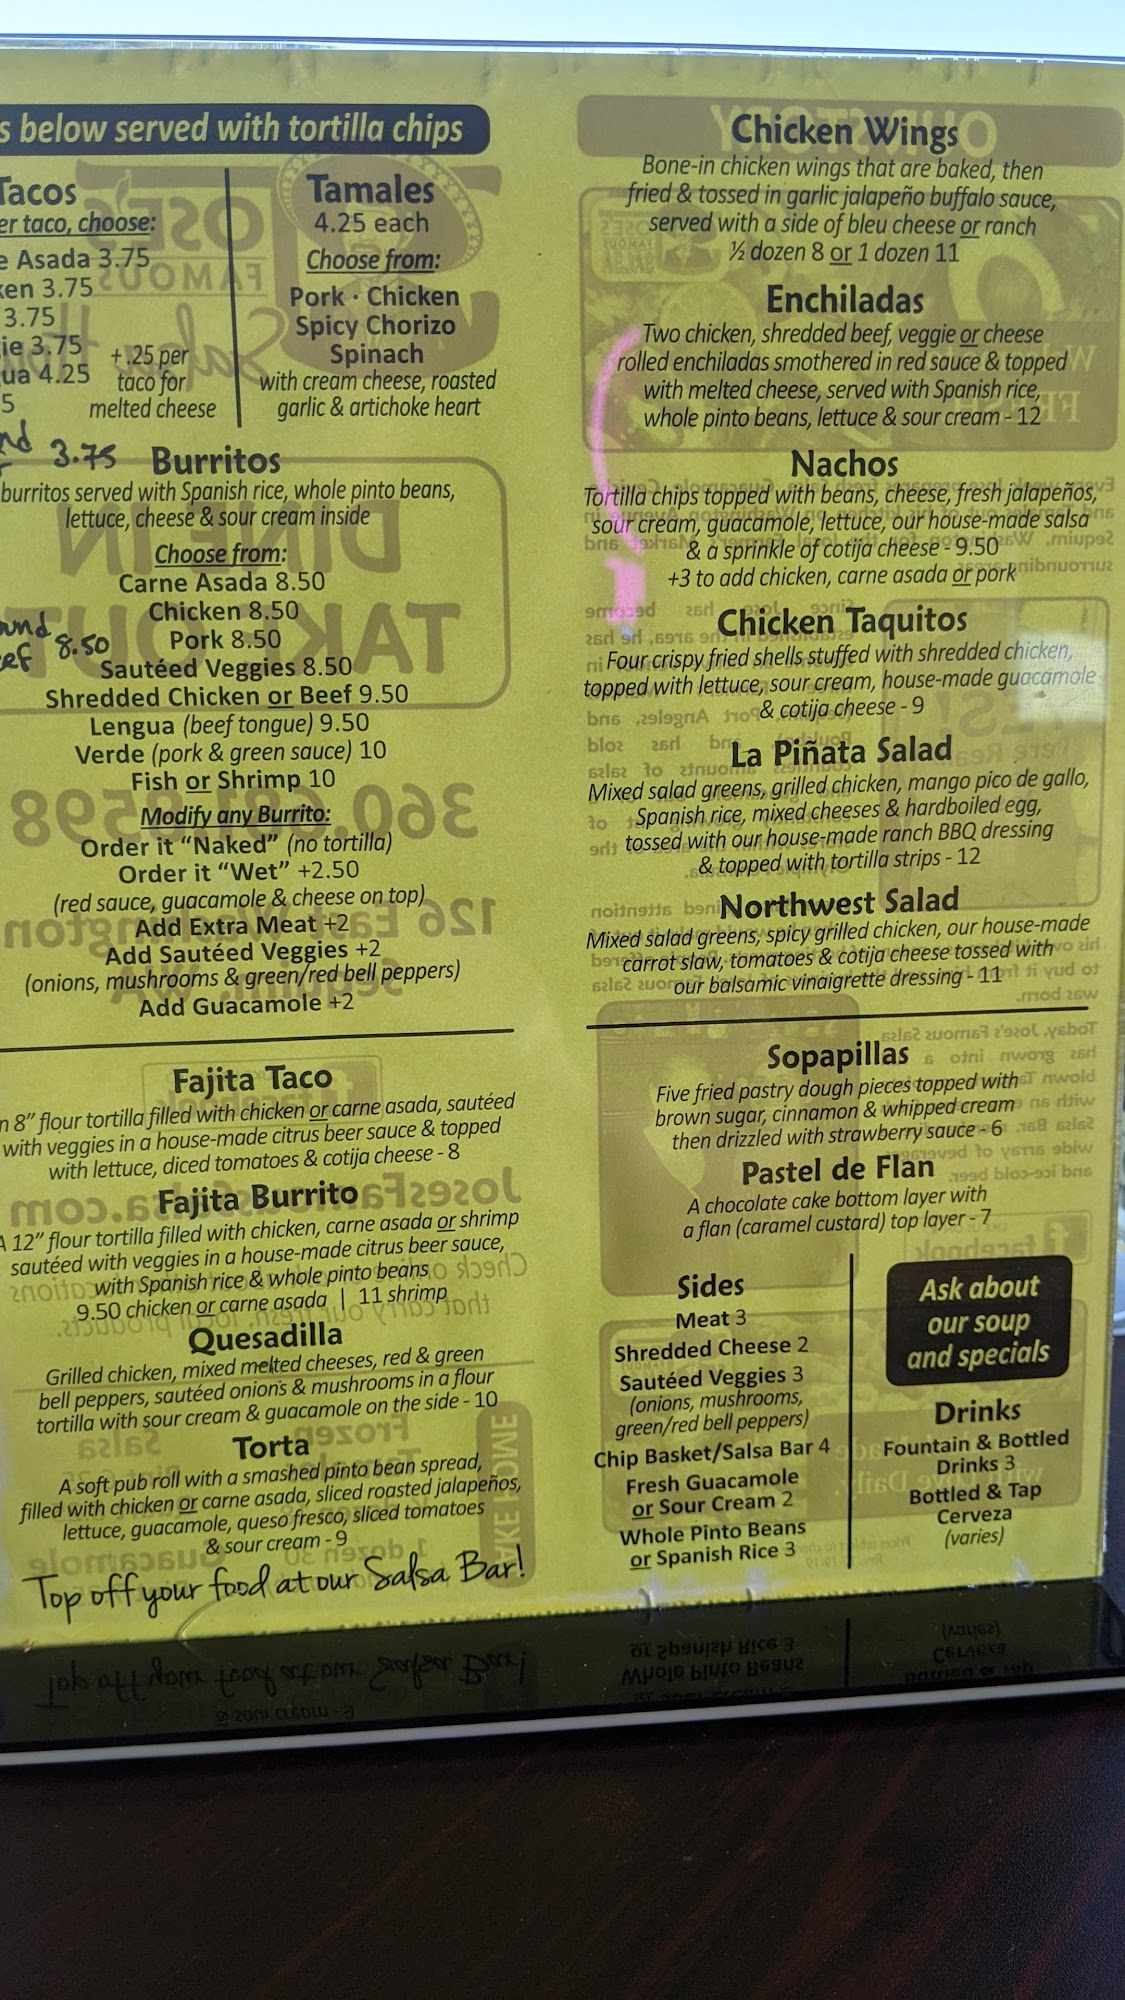 s below served with tortilla chips
Tacos
er taco, choose:
e Asada 3.75
ken 3.75
3.75
ie 3.75
ua 4.25
5
+.25 per
taco for
melted cheese
nd 3.75
Tamales
4.25 each
Choose from:
Pork · Chicken
Spicy Chorizo
Spinach
with cream cheese, roasted
garlic & artichoke heart
Burritos
burritos served with Spanish rice, whole pinto beans,
lettuce, cheese & sour cream inside
Choose from:
Carne Asada 8.50
Chicken 8.50
Pork 8.50
ound
eef 8.50
Sautéed Veggies 8.50
Shredded Chicken or Beef 9.50
Lengua (beef tongue) 9.50
Verde (pork & green sauce) 10
Fish or Shrimp 10
Modify any Burrito:
Order it “Naked” (no tortilla)
Order it “Wet” +2.50
(red sauce, guacamole & cheese on top)
Add Extra Meat +2
Add Sautéed Veggies +2
(onions, mushrooms & green/red bell peppers)
Add Guacamole +2
Fajita Taco
n 8” flour tortilla filled with chicken or carne asada, sautéed
with veggies in a house-made citrus beer sauce & topped
with lettuce, diced tomatoes & cotija cheese - 8
Fajita Burrito
A 12” flour tortilla filled with chicken, carne asada or shrimp
sautéed with veggies in a house-made citrus beer sauce,
with Spanish rice & whole pinto beans
9.50 chicken or carne asada | 11 shrimp
Quesadilla
Grilled chicken, mixed melted cheeses, red & green
bell peppers, sautéed onions & mushrooms in a flour
tortilla with sour cream & guacamole on the side - 10
Torta
A soft pub roll with a smashed pinto bean spread,
filled with chicken or carne asada, sliced roasted jalapeños,
lettuce, guacamole, queso fresco, sliced tomatoes
& sour cream - 9
Top off your food at our Salsa Bar!
Chicken Wings
Bone-in chicken wings that are baked, then
fried & tossed in garlic jalapeño buffalo sauce,
served with a side of bleu cheese or ranch
½ dozen 8 or 1 dozen 11
Enchiladas
Two chicken, shredded beef, veggie or cheese
rolled enchiladas smothered in red sauce & topped
with melted cheese, served with Spanish rice,
whole pinto beans, lettuce & sour cream - 12
Nachos
Tortilla chips topped with beans, cheese, fresh jalapeños,
sour cream, guacamole, lettuce, our house-made salsa
& a sprinkle of cotija cheese - 9.50
+3 to add chicken, carne asada or pork
Chicken Taquitos
Four crispy fried shells stuffed with shredded chicken,
topped with lettuce, sour cream, house-made guacamole
& cotija cheese - 9
La Piñata Salad
Mixed salad greens, grilled chicken, mango pico de gallo,
Spanish rice, mixed cheeses & hardboiled egg,
tossed with our house-made ranch BBQ dressing
& topped with tortilla strips - 12
Northwest Salad
Mixed salad greens, spicy grilled chicken, our house-made
carrot slaw, tomatoes & cotija cheese tossed with
our balsamic vinaigrette dressing - 11
Sopapillas
Five fried pastry dough pieces topped with
brown sugar, cinnamon & whipped cream
then drizzled with strawberry sauce - 6
Pastel de Flan
A chocolate cake bottom layer with
a flan (caramel custard) top layer - 7
Sides
Meat 3
Shredded Cheese 2
Sautéed Veggies 3
(onions, mushrooms,
green/red bell peppers)
Chip Basket/Salsa Bar 4
Fresh Guacamole
or Sour Cream 2
Whole Pinto Beans
or Spanish Rice 3
Ask about
our soup
and specials
Drinks
Fountain & Bottled
Drinks 3
Bottled & Tap
Cerveza
(varies)